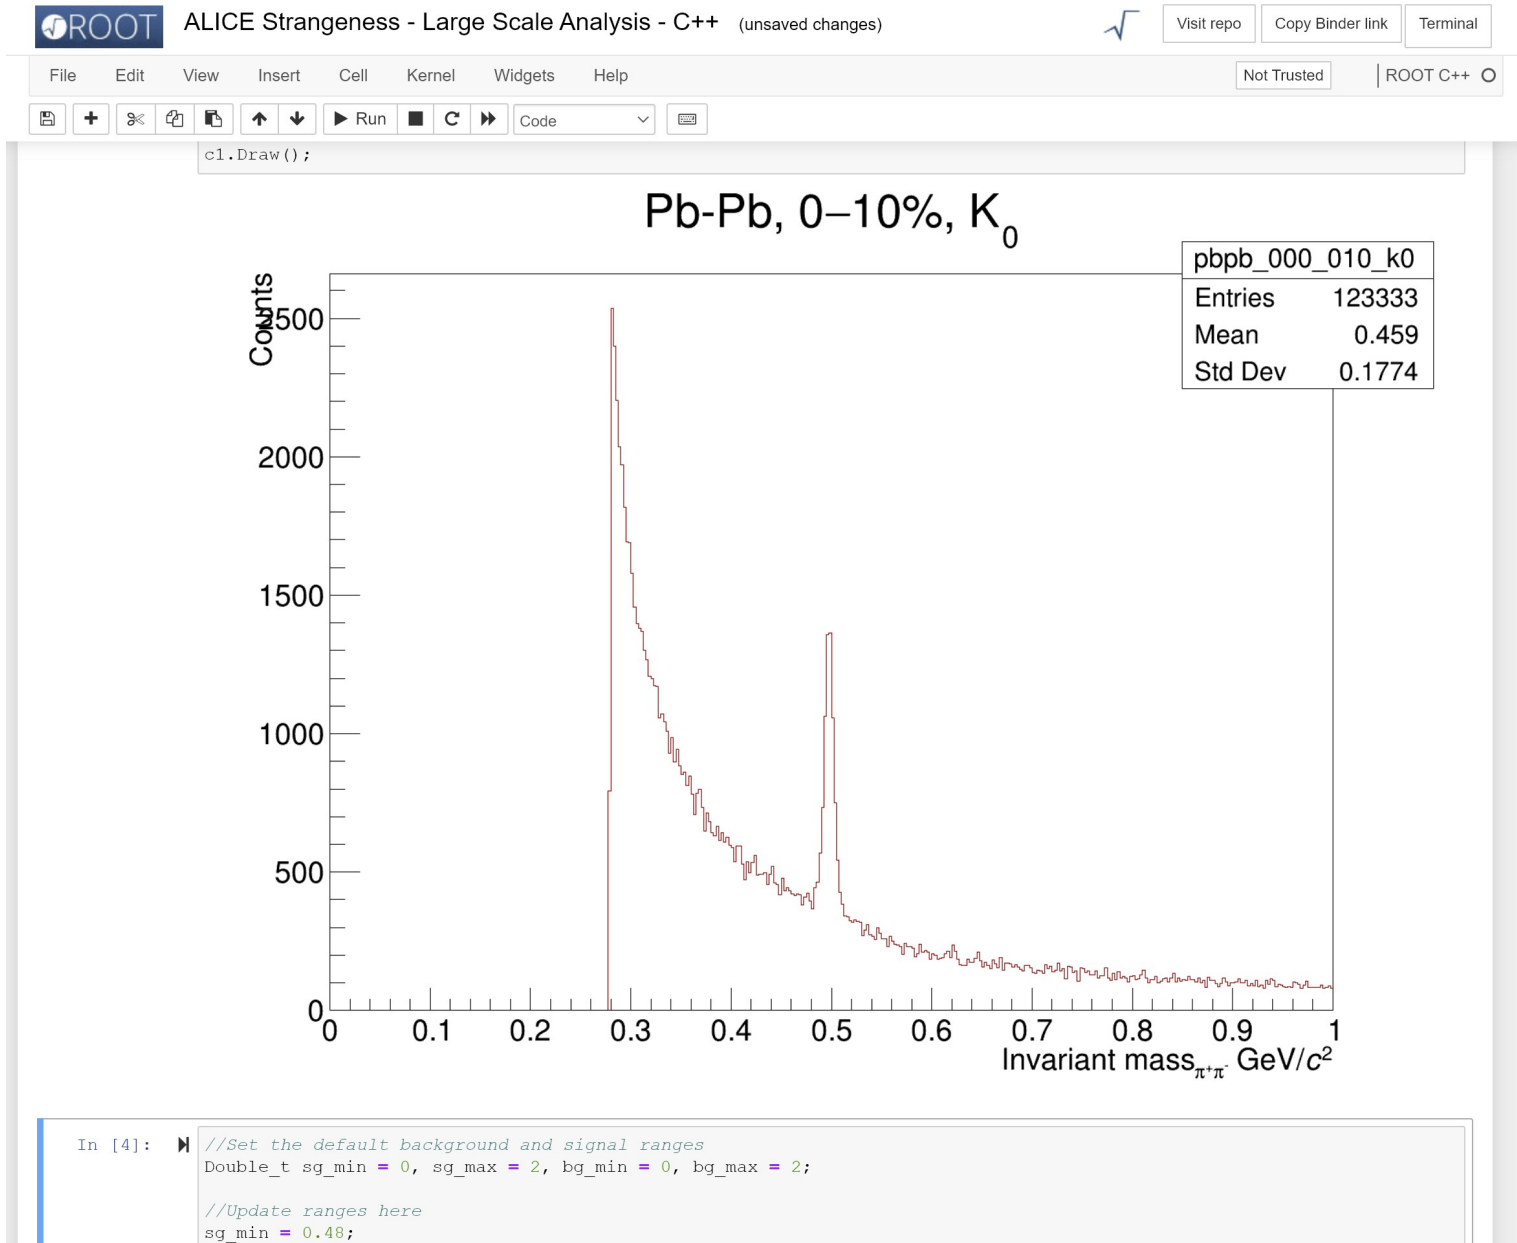 ROOT ALICE Strangeness - Large Scale Analysis - C++ (unsaved changes) Visit repo Copy Binder link Terminal
File Edit View Insert Cell Kernel Widgets Help Not Trusted ROOT C++
Run Code
c1.Draw();
Pb-Pb, 0–10%, K0
pbpb_000_010_k0
Entries 123333
Mean 0.459
Std Dev 0.1774
Counts
2500
2000
1500
1000
500
0
0 0.1 0.2 0.3 0.4 0.5 0.6 0.7 0.8 0.9 1
Invariant massπ+π- GeV/c2
In [4]: //Set the default background and signal ranges
Double_t sg_min = 0, sg_max = 2, bg_min = 0, bg_max = 2;
//Update ranges here
sg_min = 0.48;